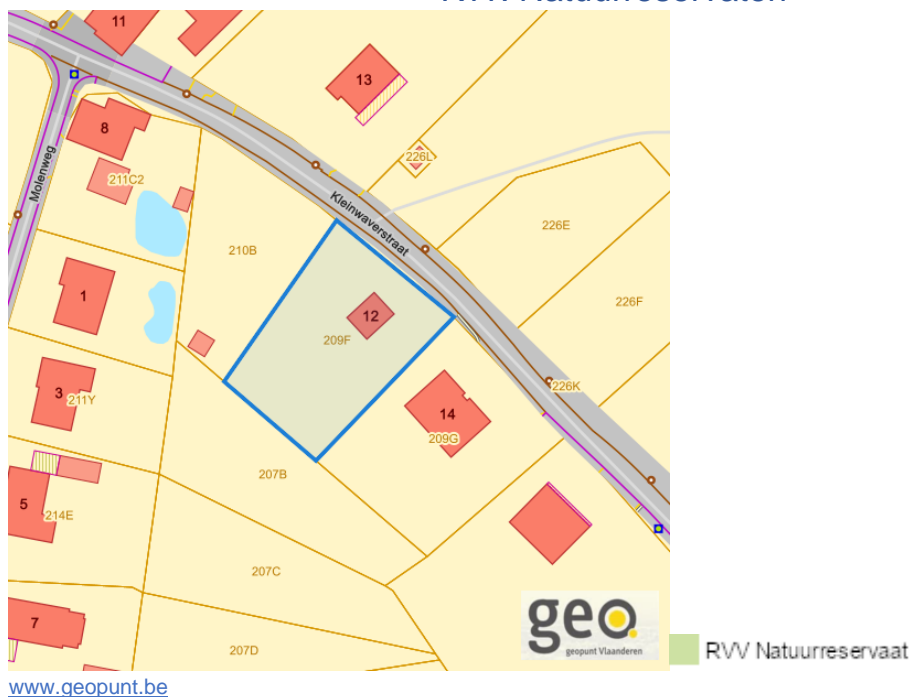 11
13
8
226L
Molenweg
211C2
Kleinwaverstraat
226E
210B
1
226F
12
209F
3
211Y
226K
14
209G
207B
5
214E
207C
7
207D
geo
geopunt Vlaanderen
RVV Natuurreservaat
www.geopunt.be